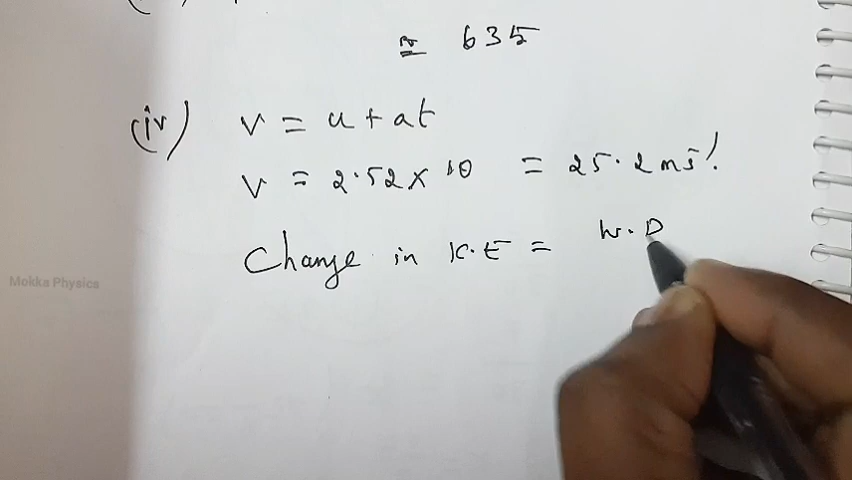 ≅ 635
(iv) V = u + at
V = 2.52 × 10 = 25.2 ms⁻¹.
Change in K.E = W.D
Mokka Physics